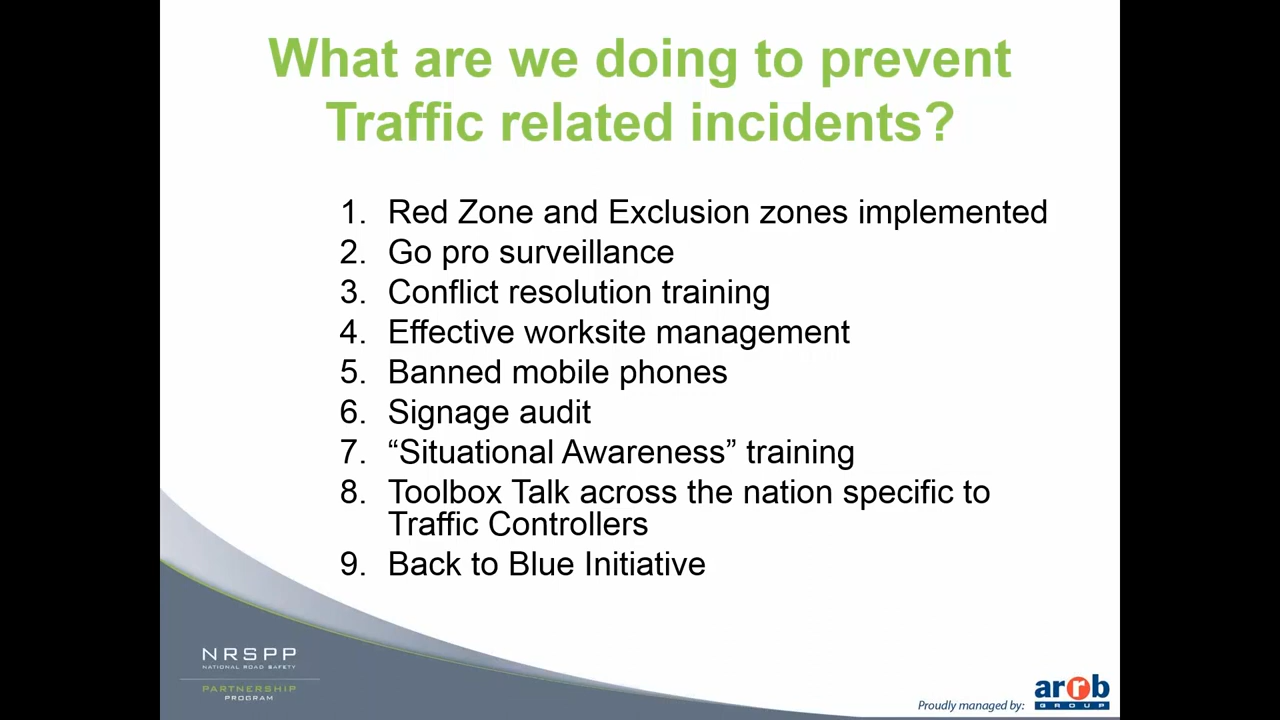 What are we doing to prevent
Traffic related incidents?
1. Red Zone and Exclusion zones implemented
2. Go pro surveillance
3. Conflict resolution training
4. Effective worksite management
5. Banned mobile phones
6. Signage audit
7. “Situational Awareness” training
8. Toolbox Talk across the nation specific to
Traffic Controllers
9. Back to Blue Initiative
NRSPP
NATIONAL ROAD SAFETY
PARTNERSHIP
PROGRAM
Proudly managed by:
arrb
GROUP